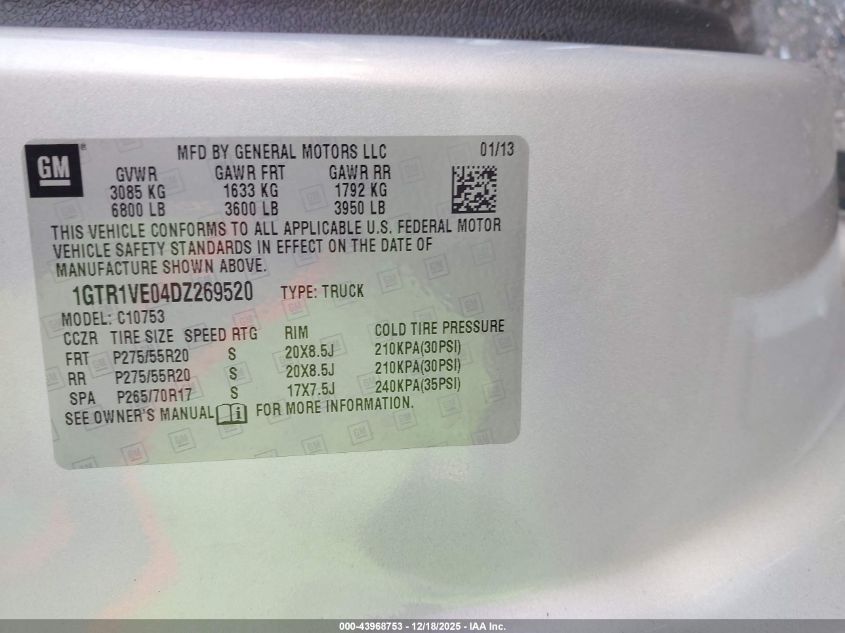 GM
MFD BY GENERAL MOTORS LLC 01/13
GVWR GAWR FRT GAWR RR
3085 KG 1633 KG 1792 KG
6800 LB 3600 LB 3950 LB
THIS VEHICLE CONFORMS TO ALL APPLICABLE U.S. FEDERAL MOTOR
VEHICLE SAFETY STANDARDS IN EFFECT ON THE DATE OF
MANUFACTURE SHOWN ABOVE.
1GTR1VE04DZ269520 TYPE: TRUCK
MODEL: C10753
CCZR TIRE SIZE SPEED RTG RIM COLD TIRE PRESSURE
FRT P275/55R20 S 20X8.5J 210KPA(30PSI)
RR P275/55R20 S 20X8.5J 210KPA(30PSI)
SPA P265/70R17 S 17X7.5J 240KPA(35PSI)
SEE OWNER'S MANUAL FOR MORE INFORMATION.
000-43968753 - 12/18/2025 - IAA Inc.